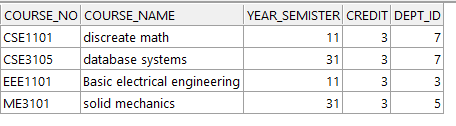 COURSE_NO COURSE_NAME YEAR_SEMISTER CREDIT DEPT_ID
CSE1101 discreate math 11 3 7
CSE3105 database systems 31 3 7
EEE1101 Basic electrical engineering 11 3 3
ME3101 solid mechanics 31 3 5